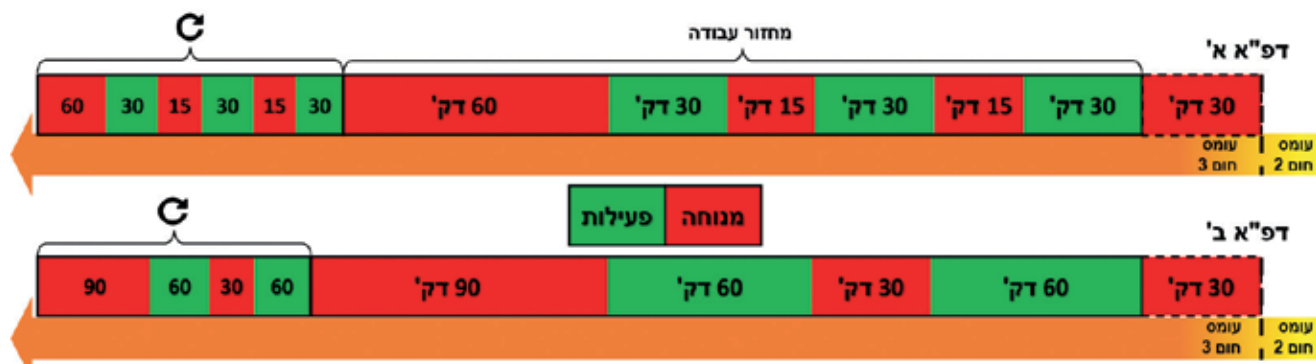 דפ"א א'
מחזור עבודה
30 דק' 30 דק' 15 דק' 30 דק' 15 דק' 30 דק' 60 דק' 30 15 30 15 30 60
עומס חום 2
עומס חום 3
מנוחה פעילות
דפ"א ב'
30 דק' 60 דק' 30 דק' 60 דק' 90 דק' 60 30 60 90
עומס חום 2
עומס חום 3